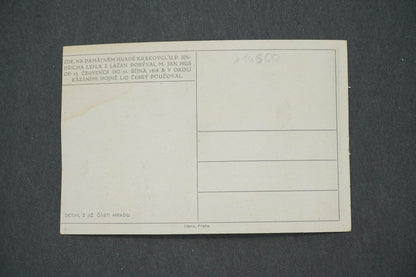 ZDE, NA PAMÁTNÉM HRADĚ KRAKOVCI, U P. JIN-
DŘICHA LEFLA Z LAŽAN POBÝVAL M. JAN HUS
OD 15. ČERVENCE DO 11. ŘÍJNA 1414 A V OKOLÍ
KÁZÁNÍMI HOJNĚ LID ČESKÝ POUČOVAL.
DETAIL Z JZ ČÁSTI HRADU
Praha.